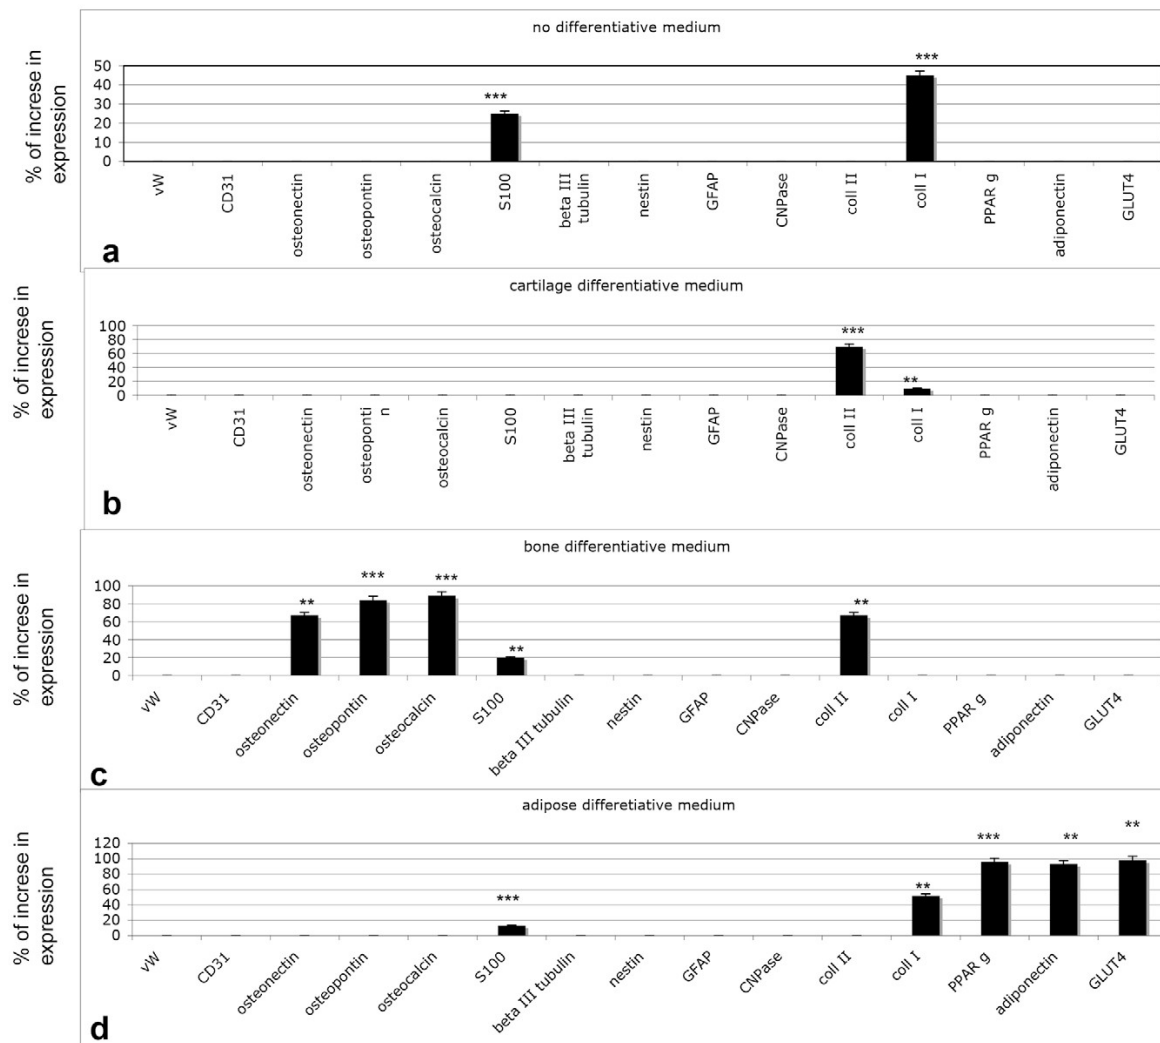 no differentiative medium
% of increse in
expression
50
40
30
20
10
0
***
***
vW
CD31
osteonectin
osteopontin
osteocalcin
S100
beta III
tubulin
nestin
GFAP
CNPase
coll II
coll I
PPAR g
adiponectin
GLUT4
a
cartilage differentiative medium
% of increse in
expression
100
80
60
40
20
***
**
vW
CD31
osteonectin
osteoponti
n
osteocalcin
S100
beta III
tubulin
nestin
GFAP
CNPase
coll II
coll I
PPAR g
adiponectin
GLUT4
b
bone differentiative medium
% of increse in
expression
100
80
60
40
20
0
**
***
***
**
**
vW
CD31
osteonectin
osteopontin
osteocalcin
S100
beta III tubulin
nestin
GFAP
CNPase
coll II
coll I
PPAR g
adiponectin
GLUT4
c
adipose differetiative medium
% of increse in
expression
120
100
80
60
40
20
0
***
**
***
**
**
vW
CD31
osteonectin
osteopontin
osteocalcin
S100
beta III tubulin
nestin
GFAP
CNPase
coll II
coll I
PPAR g
adiponectin
GLUT4
d